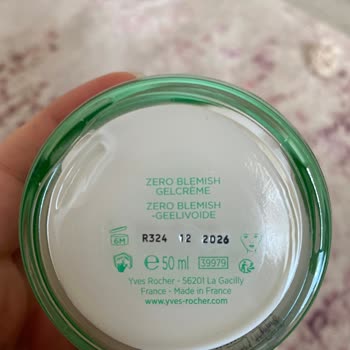 ZERO BLEMISH
GELCRÈME
ZERO BLEMISH
-GEELIVOIDE
6M R324 12 2026
e 50 ml 39979
Yves Rocher - 56201 La Gacilly
France - Made in France
www.yves-rocher.com